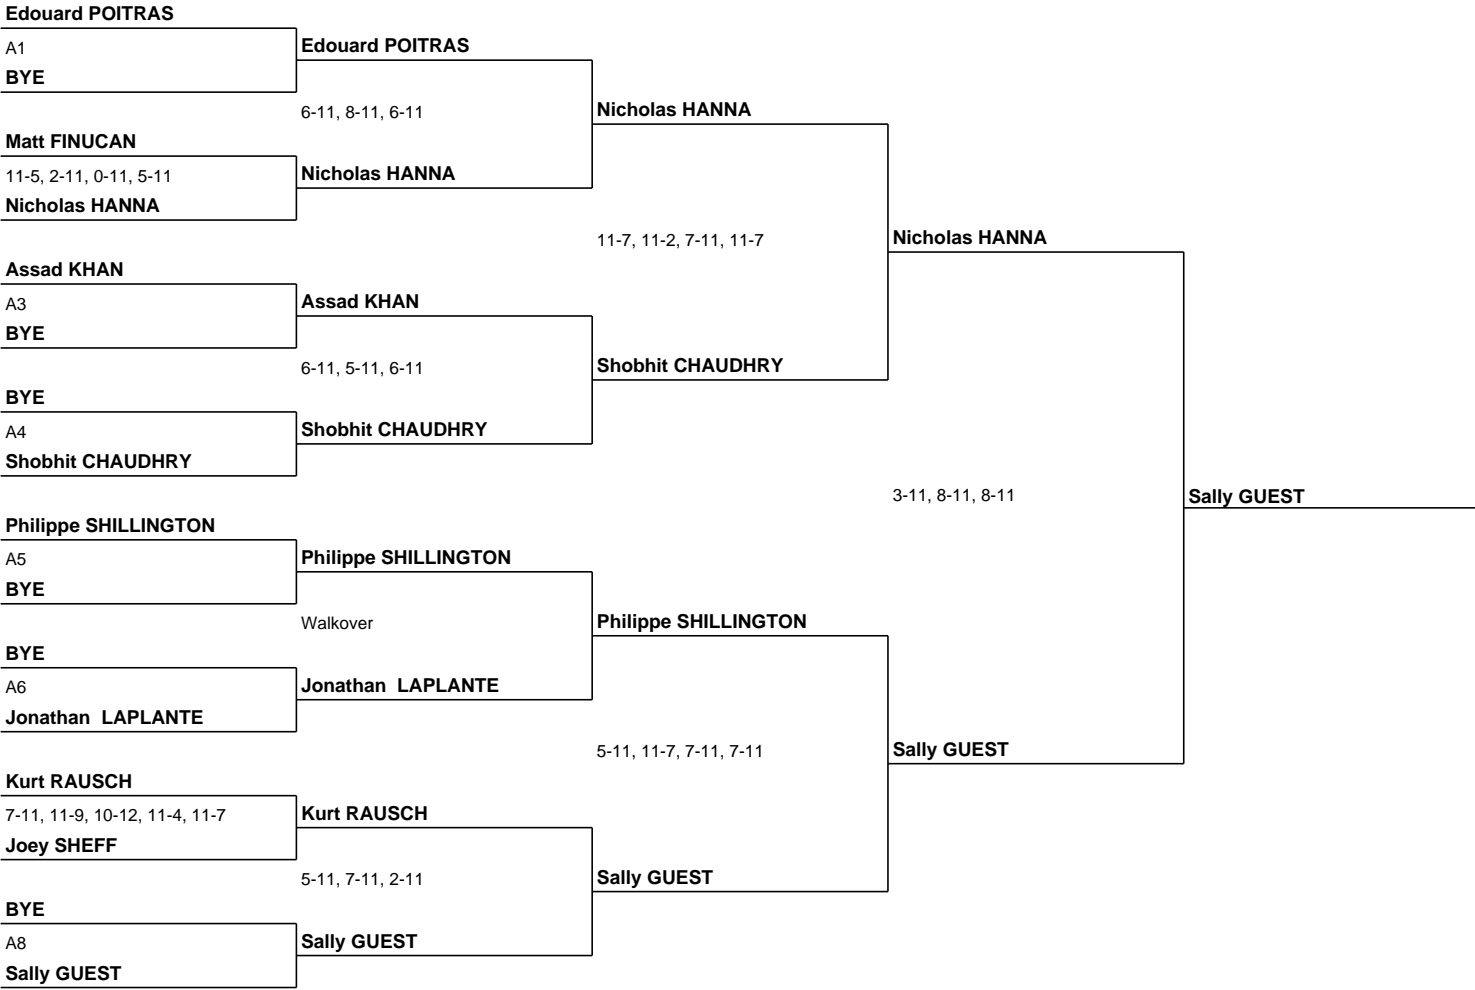 Edouard POITRAS
A1
BYE
Edouard POITRAS
6-11, 8-11, 6-11
Matt FINUCAN
11-5, 2-11, 0-11, 5-11
Nicholas HANNA
Nicholas HANNA
Nicholas HANNA
11-7, 11-2, 7-11, 11-7
Assad KHAN
A3
BYE
Assad KHAN
6-11, 5-11, 6-11
BYE
A4
Shobhit CHAUDHRY
Shobhit CHAUDHRY
Shobhit CHAUDHRY
Nicholas HANNA
3-11, 8-11, 8-11
Philippe SHILLINGTON
A5
BYE
Philippe SHILLINGTON
Walkover
BYE
A6
Jonathan  LAPLANTE
Jonathan  LAPLANTE
Philippe SHILLINGTON
5-11, 11-7, 7-11, 7-11
Kurt RAUSCH
7-11, 11-9, 10-12, 11-4, 11-7
Joey SHEFF
Kurt RAUSCH
5-11, 7-11, 2-11
BYE
A8
Sally GUEST
Sally GUEST
Sally GUEST
Sally GUEST
Sally GUEST